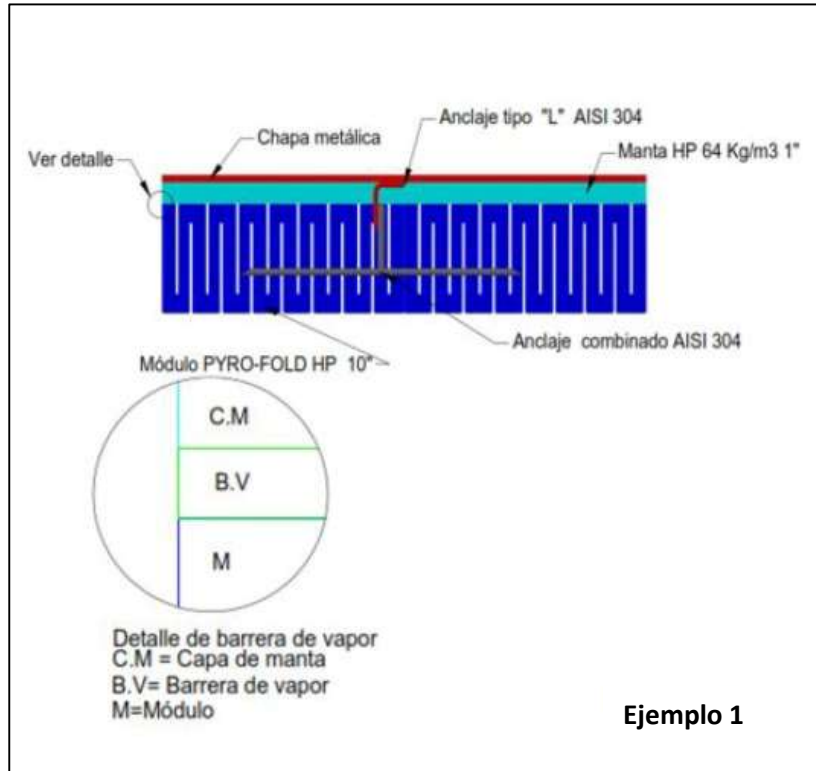 Anclaje tipo "L" AISI 304
Chapa metálica
Manta HP 64 Kg/m3 1"
Ver detalle
Anclaje combinado AISI 304
Módulo PYRO-FOLD HP 10"
C.M
B.V
M
Detalle de barrera de vapor
C.M = Capa de manta
B.V= Barrera de vapor
M=Módulo
Ejemplo 1